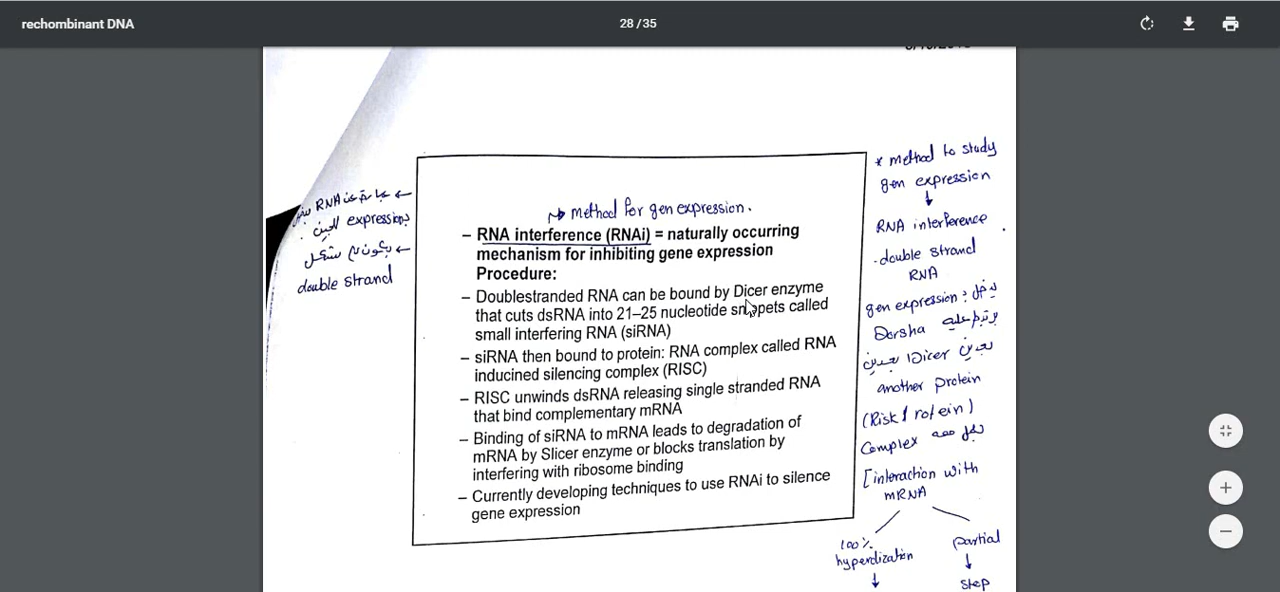 rechombinant DNA
28 / 35
* method to study
gen expression
RNA interference
double strand
RNA
gen expression :
Darsha
Dicer
another protein
Complex
[interaction with
mRNA
100%
hyperdization
partial
step
RNA
expression
double strand
method for gen expression.
– RNA interference (RNAi) = naturally occurring
mechanism for inhibiting gene expression
Procedure:
– Doublestranded RNA can be bound by Dicer enzyme
that cuts dsRNA into 21–25 nucleotide snippets called
small interfering RNA (siRNA)
– siRNA then bound to protein: RNA complex called RNA
inducined silencing complex (RISC)
– RISC unwinds dsRNA releasing single stranded RNA
that bind complementary mRNA
– Binding of siRNA to mRNA leads to degradation of
mRNA by Slicer enzyme or blocks translation by
interfering with ribosome binding
– Currently developing techniques to use RNAi to silence
gene expression